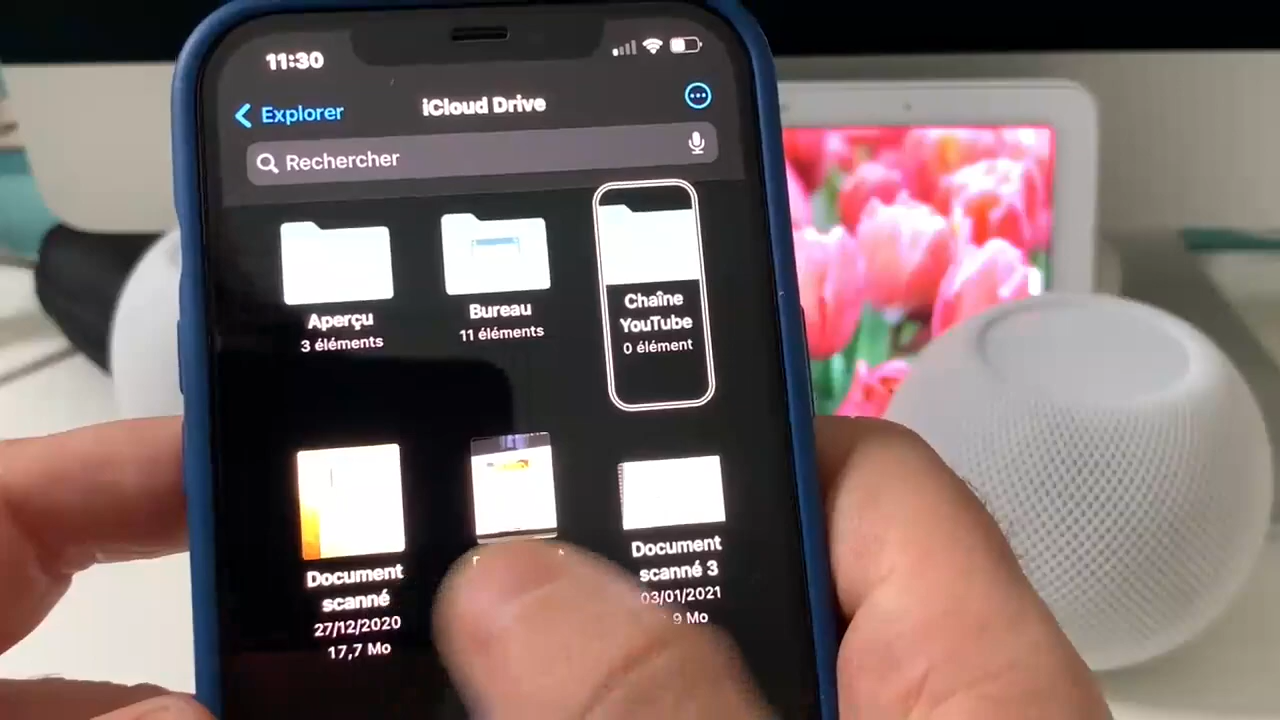 11:30
Explorer
iCloud Drive
Rechercher
Aperçu
3 éléments
Bureau
11 éléments
Chaîne
YouTube
0 élément
Document
scanné
27/12/2020
17,7 Mo
Document
scanné 3
03/01/2021
9 Mo